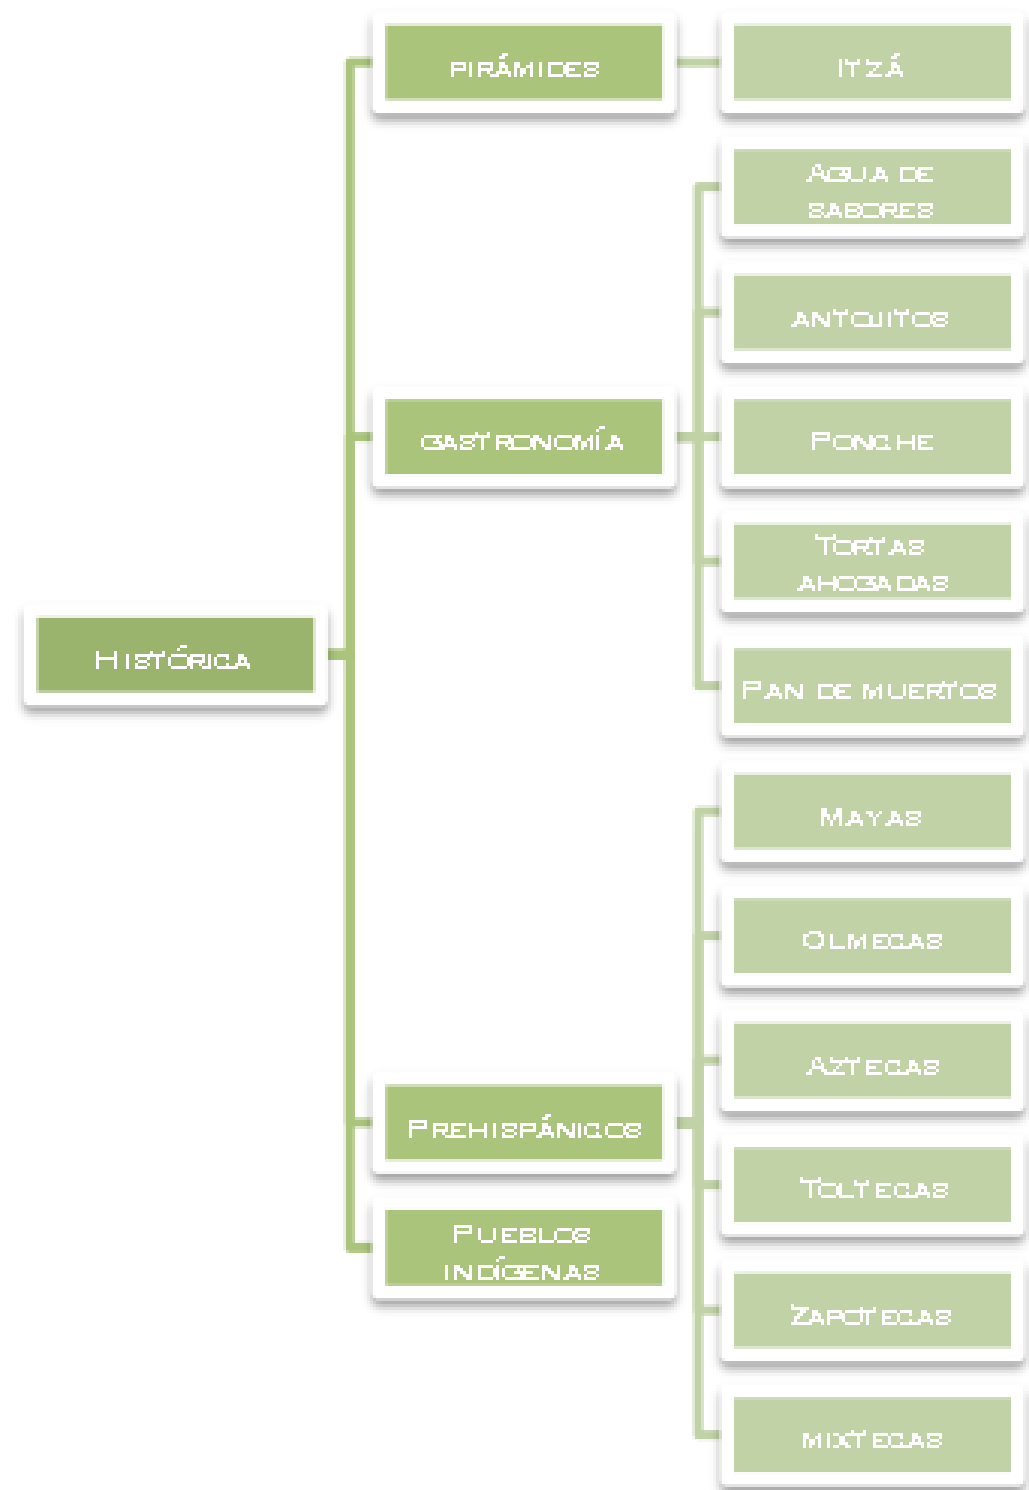 PIRÁMIDES
ITZÁ
AGUA DE
SABORES
ANTOJITOS
GASTRONOMÍA
PONCHE
TORTAS
AHOGADAS
HISTÓRICA
PAN DE MUERTOS
MAYAS
OLMECAS
AZTECAS
PREHISPÁNICOS
TOLTECAS
PUEBLOS
INDÍGENAS
ZAPOTECAS
MIXTECAS